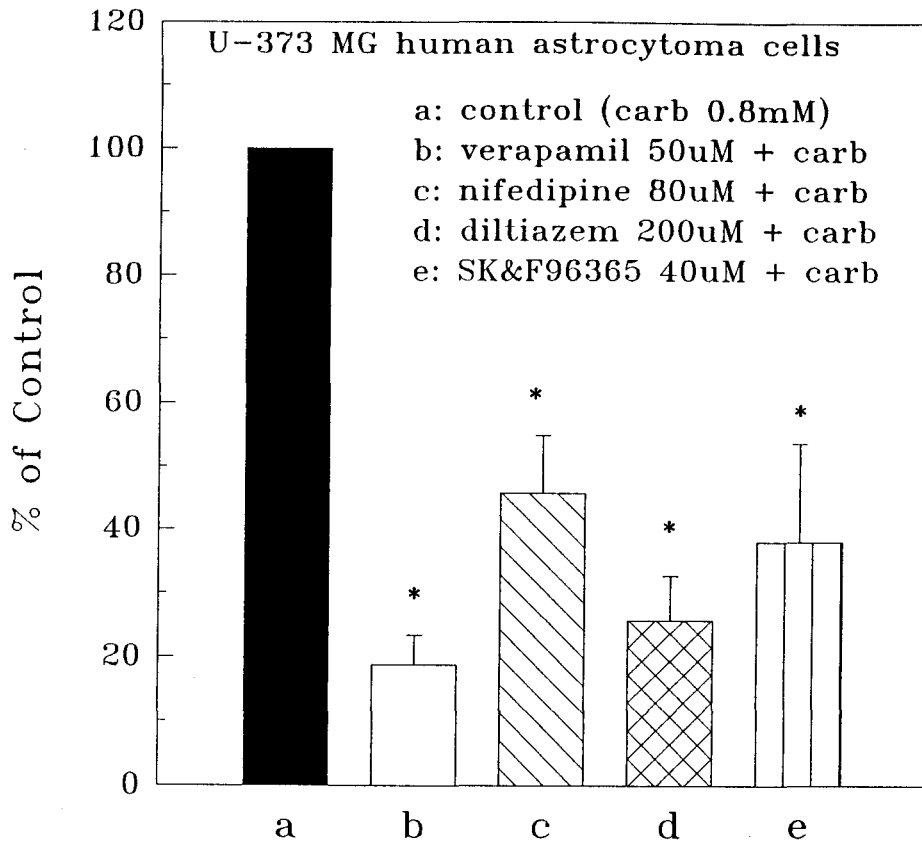 U-373 MG human astrocytoma cells
a: control (carb 0.8mM)
b: verapamil 50uM + carb
c: nifedipine 80uM + carb
d: diltiazem 200uM + carb
e: SK&F96365 40uM + carb
% of Control
120
100
80
60
40
20
0
* * * *
a b c d e